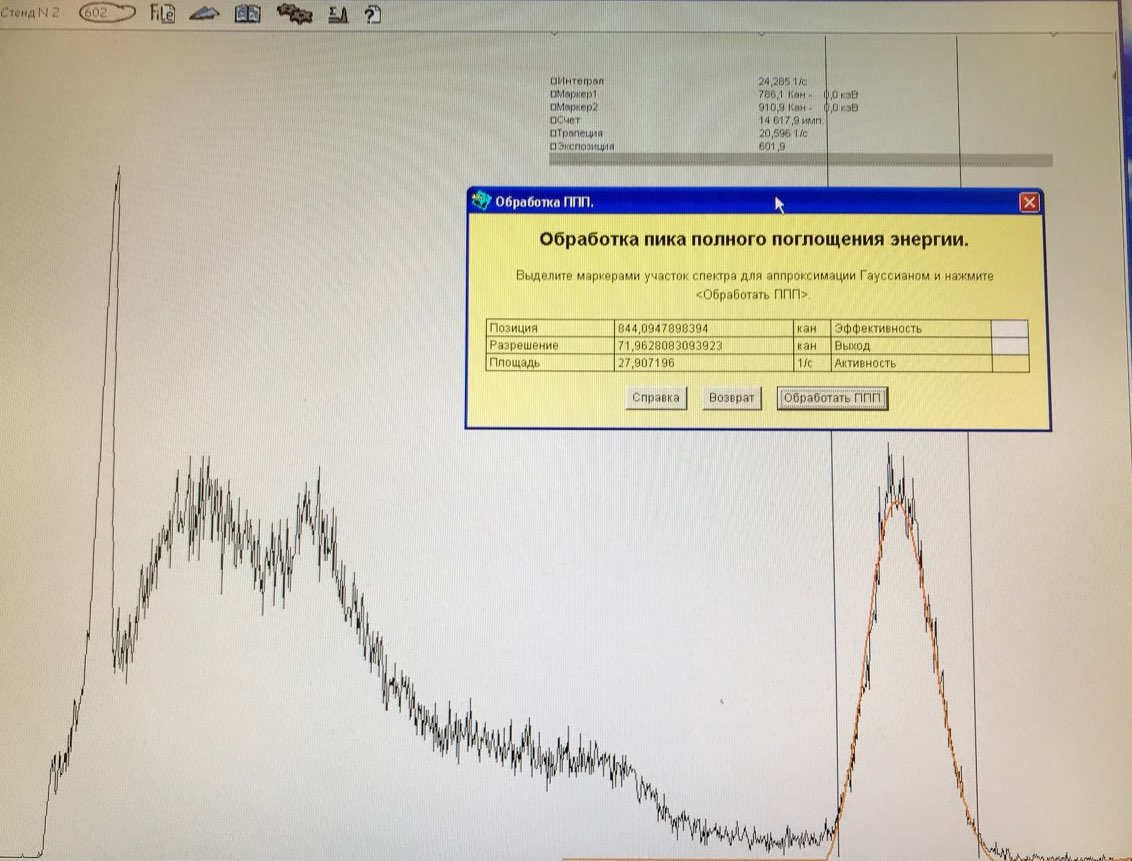 Стенд N 2 602 FiLe Σ ?
Интеграл 24,285 1/с
Маркер1 786,1 Кан - 0,0 кэВ
Маркер2 910,9 Кан - 0,0 кэВ
Счет 14 617,9 имп.
Трапеция 20,596 1/с
Экспозиция 601,9
Обработка ППП.
Обработка пика полного поглощения энергии.
Выделите маркерами участок спектра для аппроксимации Гауссианом и нажмите
<Обработать ППП>.
Позиция 844,0947898394 кан Эффективность
Разрешение 71,9628083093923 кан Выход
Площадь 27,907196 1/с Активность
Справка Возврат Обработать ППП